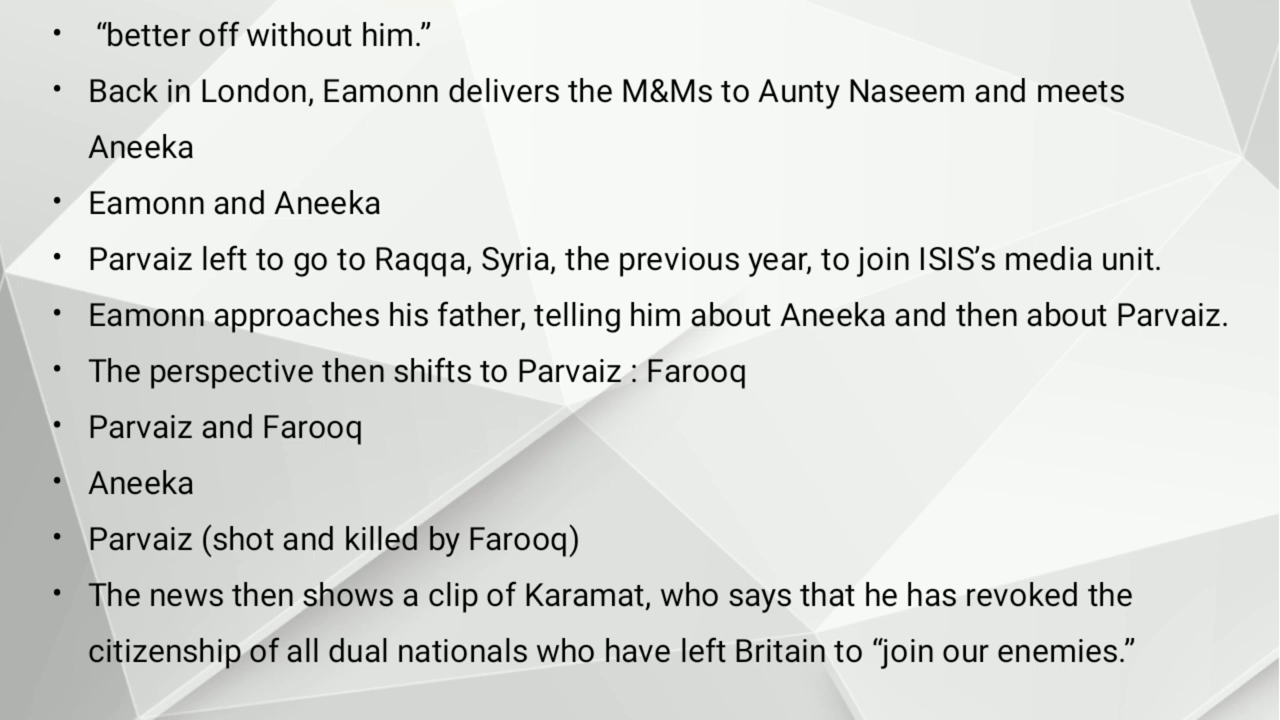 • “better off without him.”
• Back in London, Eamonn delivers the M&Ms to Aunty Naseem and meets
Aneeka
• Eamonn and Aneeka
• Parvaiz left to go to Raqqa, Syria, the previous year, to join ISIS’s media unit.
• Eamonn approaches his father, telling him about Aneeka and then about Parvaiz.
• The perspective then shifts to Parvaiz : Farooq
• Parvaiz and Farooq
• Aneeka
• Parvaiz (shot and killed by Farooq)
• The news then shows a clip of Karamat, who says that he has revoked the
citizenship of all dual nationals who have left Britain to “join our enemies.”